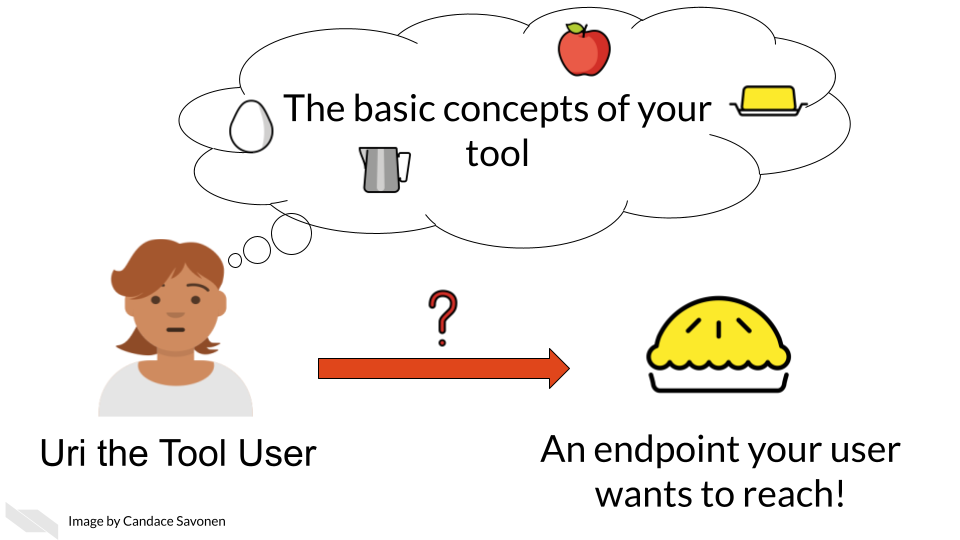 The basic concepts of your
tool
?
Uri the Tool User
An endpoint your user
wants to reach!
Image by Candace Savonen